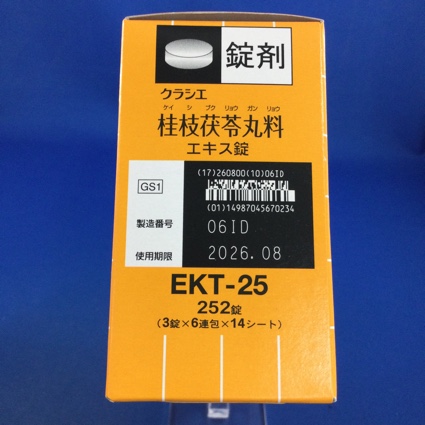 錠剤
クラシエ
ケイ シ ブク リョウ ガン リョウ
桂枝茯苓丸料
エキス錠
(17)260800(10)06ID
GS1
(01)14987045670234
製造番号 06ID
使用期限 2026.08
EKT-25
252錠
(3錠×6連包×14シート)